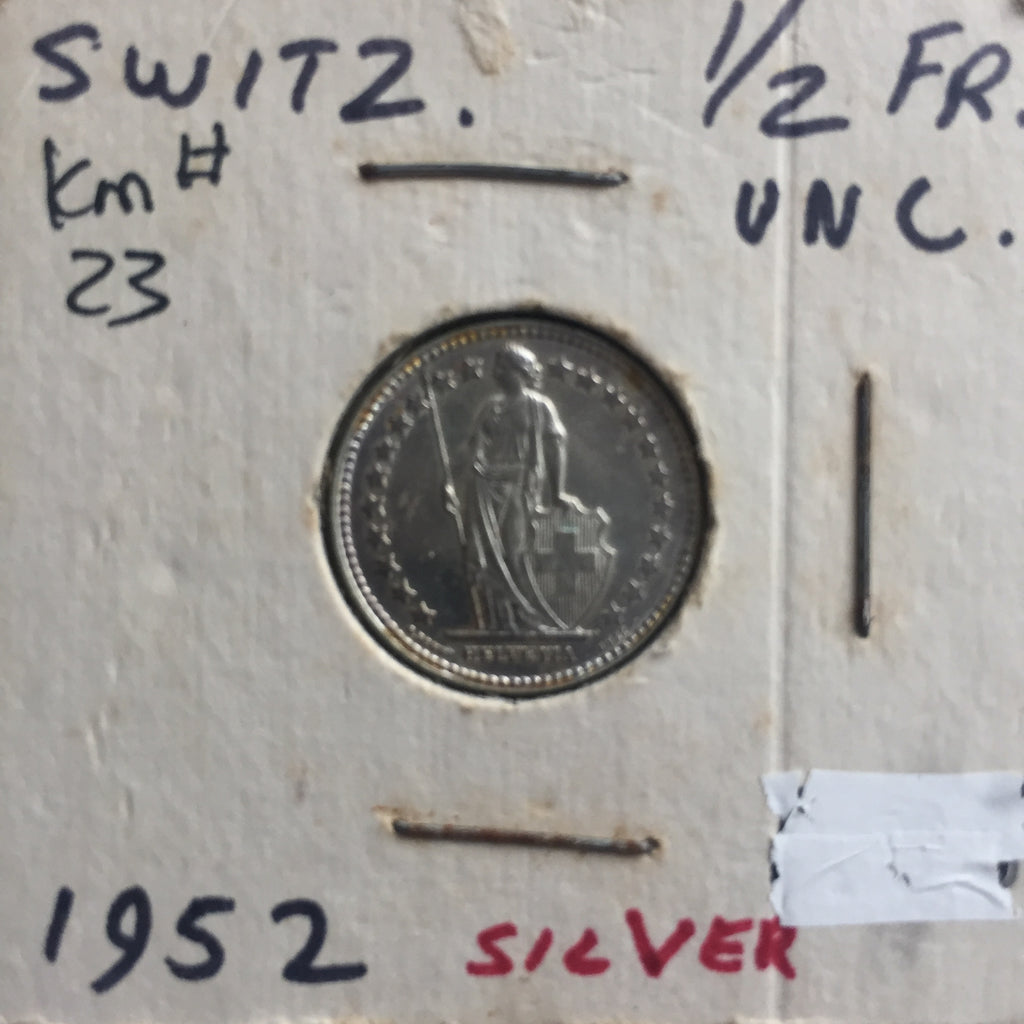 SWITZ. 1/2 FR.
Km # UNC.
23
HELVETIA
1952 SILVER